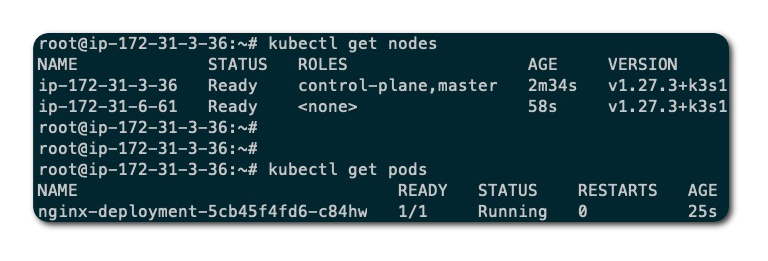 root@ip-172-31-3-36:~# kubectl get nodes
NAME             STATUS   ROLES                  AGE     VERSION
ip-172-31-3-36   Ready    control-plane,master   2m34s   v1.27.3+k3s1
ip-172-31-6-61   Ready    <none>                 58s     v1.27.3+k3s1
root@ip-172-31-3-36:~#
root@ip-172-31-3-36:~#
root@ip-172-31-3-36:~# kubectl get pods
NAME                                READY   STATUS    RESTARTS   AGE
nginx-deployment-5cb45f4fd6-c84hw   1/1     Running   0          25s